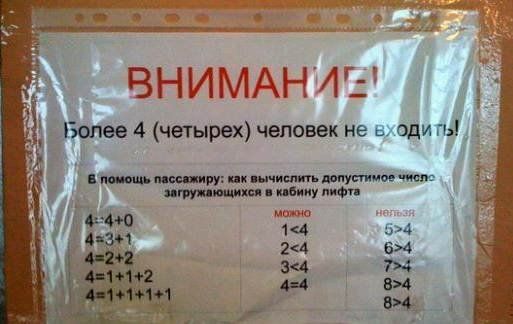 ВНИМАНИЕ!
Более 4 (четырех) человек не входить!
В помощь пассажиру: как вычислить допустимое число
загружающихся в кабину лифта
можно нельзя
4=4+0 1<4 5>4
4=3+1 2<4 6>4
4=2+2 3<4 7>4
4=1+1+2 4=4 8>4
4=1+1+1+1 8>4